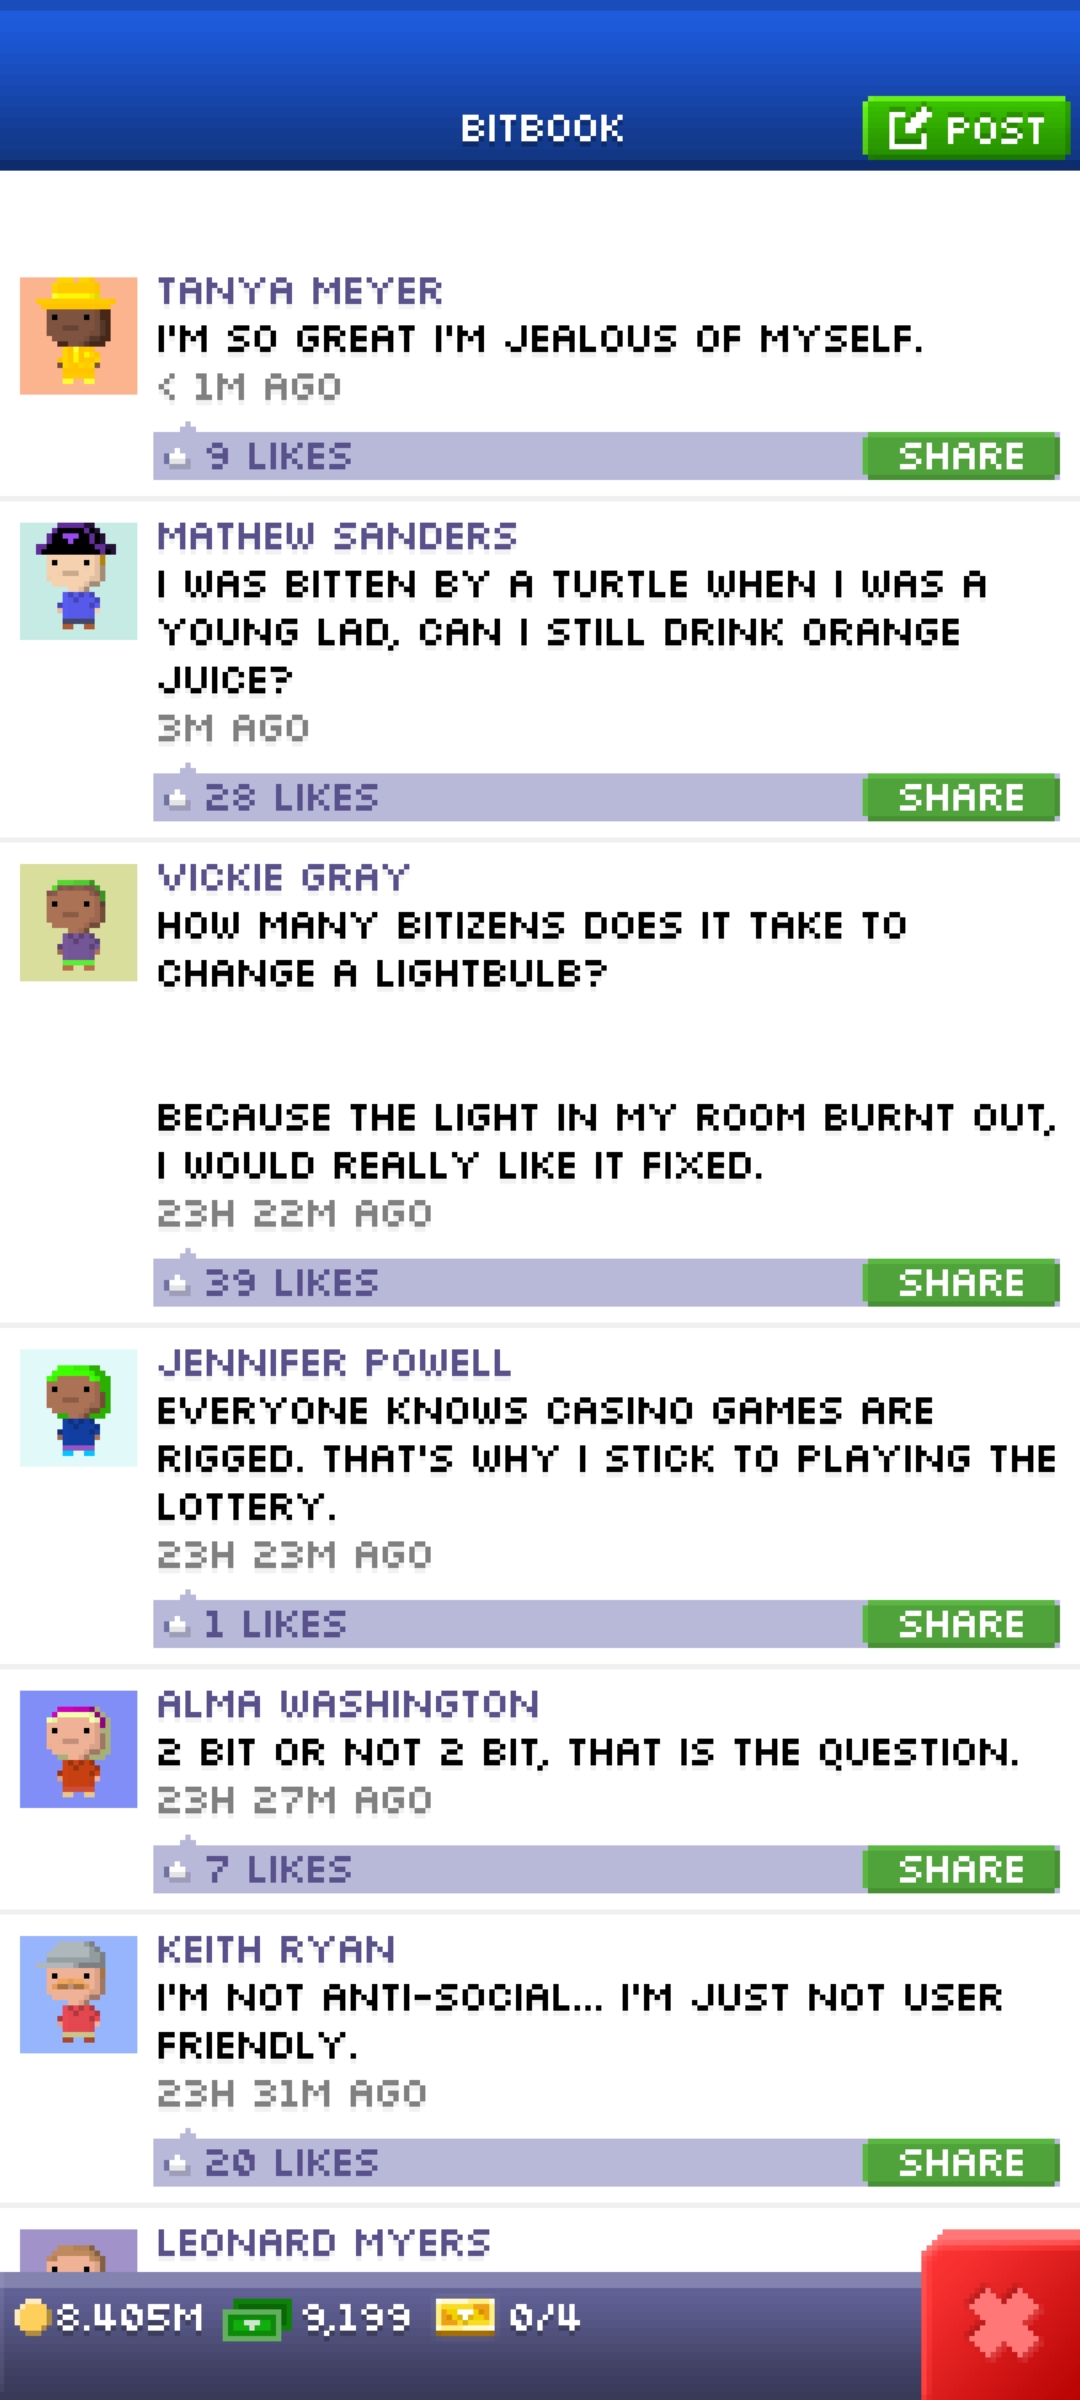 BITBOOK
POST
TANYA MEYER
I'M SO GREAT I'M JEALOUS OF MYSELF.
< 1M AGO
9 LIKES
SHARE
MATHEW SANDERS
I WAS BITTEN BY A TURTLE WHEN I WAS A
YOUNG LAD, CAN I STILL DRINK ORANGE
JUICE?
3M AGO
28 LIKES
SHARE
VICKIE GRAY
HOW MANY BITIZENS DOES IT TAKE TO
CHANGE A LIGHTBULB?
BECAUSE THE LIGHT IN MY ROOM BURNT OUT,
I WOULD REALLY LIKE IT FIXED.
23H 22M AGO
39 LIKES
SHARE
JENNIFER POWELL
EVERYONE KNOWS CASINO GAMES ARE
RIGGED. THAT'S WHY I STICK TO PLAYING THE
LOTTERY.
23H 23M AGO
1 LIKES
SHARE
ALMA WASHINGTON
2 BIT OR NOT 2 BIT, THAT IS THE QUESTION.
23H 27M AGO
7 LIKES
SHARE
KEITH RYAN
I'M NOT ANTI-SOCIAL... I'M JUST NOT USER
FRIENDLY.
23H 31M AGO
20 LIKES
SHARE
LEONARD MYERS
8.405M
9,199
0/4